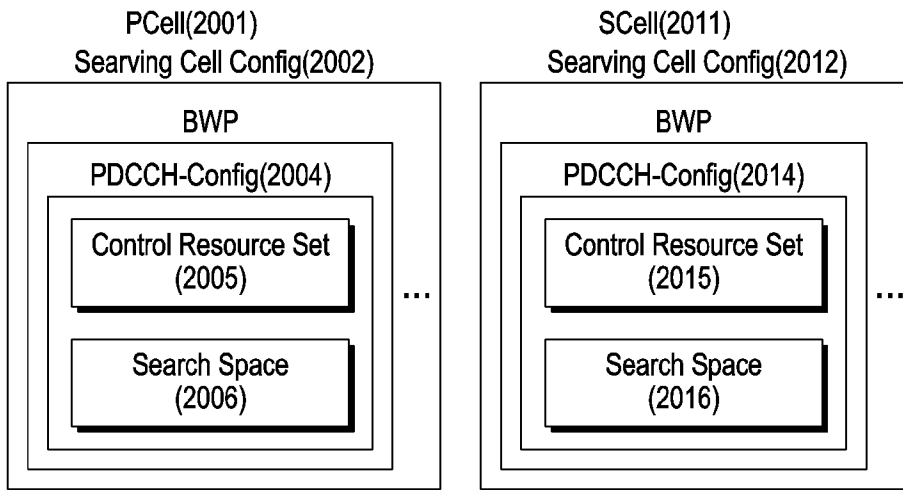 PCell(2001)
Searving Cell Config(2002)
BWP
PDCCH-Config(2004)
Control Resource Set
(2005)
Search Space
(2006)
...
SCell(2011)
Searving Cell Config(2012)
BWP
PDCCH-Config(2014)
Control Resource Set
(2015)
Search Space
(2016)
...